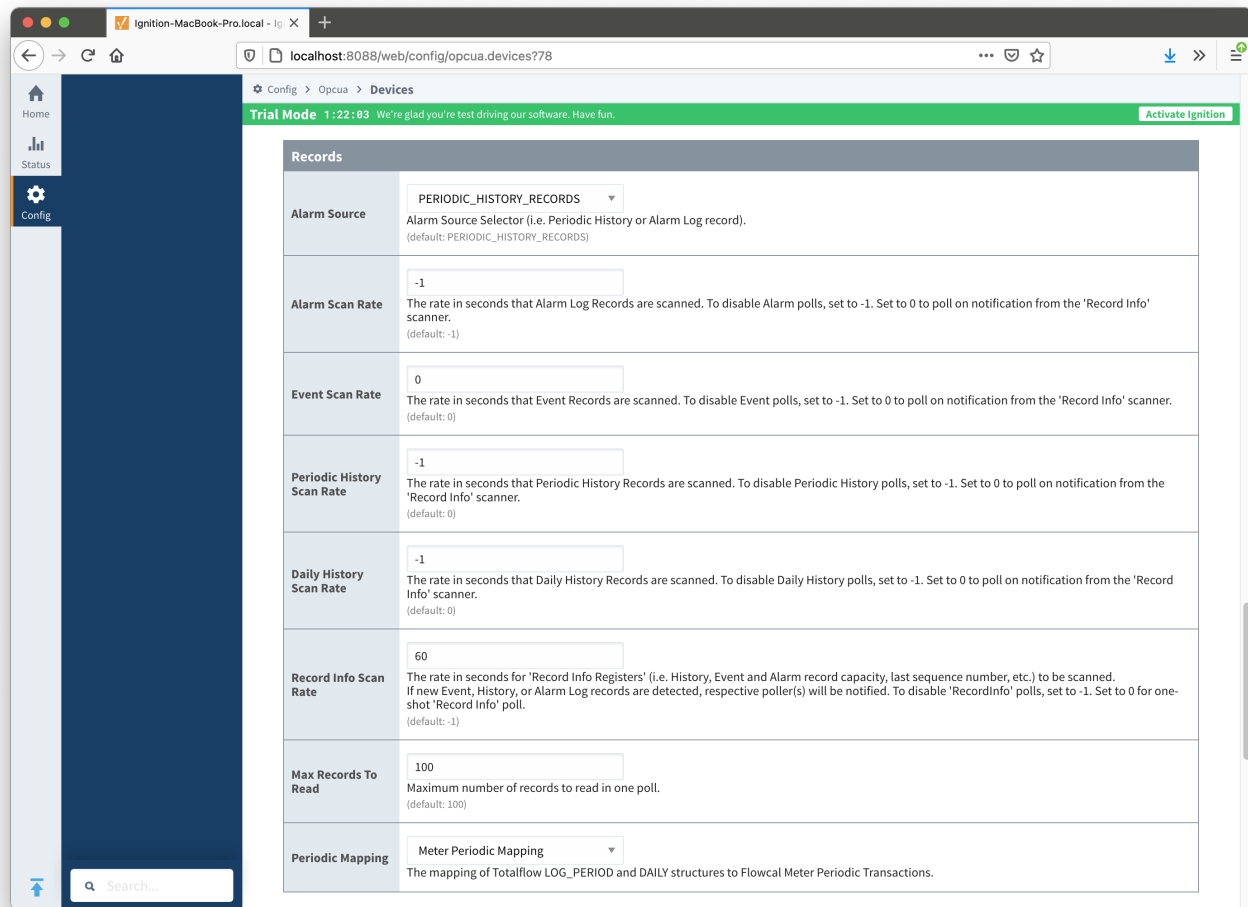 Ignition-MacBook-Pro.local - Ig
localhost:8088/web/config/opcua.devices?78
Home
Status
Config
Config > Opcua > Devices
Trial Mode 1:22:03 We're glad you're test driving our software. Have fun.
Activate Ignition
Records
Alarm Source
PERIODIC_HISTORY_RECORDS
Alarm Source Selector (i.e. Periodic History or Alarm Log record).
(default: PERIODIC_HISTORY_RECORDS)
Alarm Scan Rate
-1
The rate in seconds that Alarm Log Records are scanned. To disable Alarm polls, set to -1. Set to 0 to poll on notification from the 'Record Info'
scanner.
(default: -1)
Event Scan Rate
0
The rate in seconds that Event Records are scanned. To disable Event polls, set to -1. Set to 0 to poll on notification from the 'Record Info' scanner.
(default: 0)
Periodic History
Scan Rate
-1
The rate in seconds that Periodic History Records are scanned. To disable Periodic History polls, set to -1. Set to 0 to poll on notification from the
'Record Info' scanner.
(default: 0)
Daily History
Scan Rate
-1
The rate in seconds that Daily History Records are scanned. To disable Daily History polls, set to -1. Set to 0 to poll on notification from the 'Record
Info' scanner.
(default: 0)
Record Info Scan
Rate
60
The rate in seconds for 'Record Info Registers' (i.e. History, Event and Alarm record capacity, last sequence number, etc.) to be scanned.
If new Event, History, or Alarm Log records are detected, respective poller(s) will be notified. To disable 'RecordInfo' polls, set to -1. Set to 0 for one-
shot 'Record Info' poll.
(default: -1)
Max Records To
Read
100
Maximum number of records to read in one poll.
(default: 100)
Periodic Mapping
Meter Periodic Mapping
The mapping of Totalflow LOG_PERIOD and DAILY structures to Flowcal Meter Periodic Transactions.
Search...